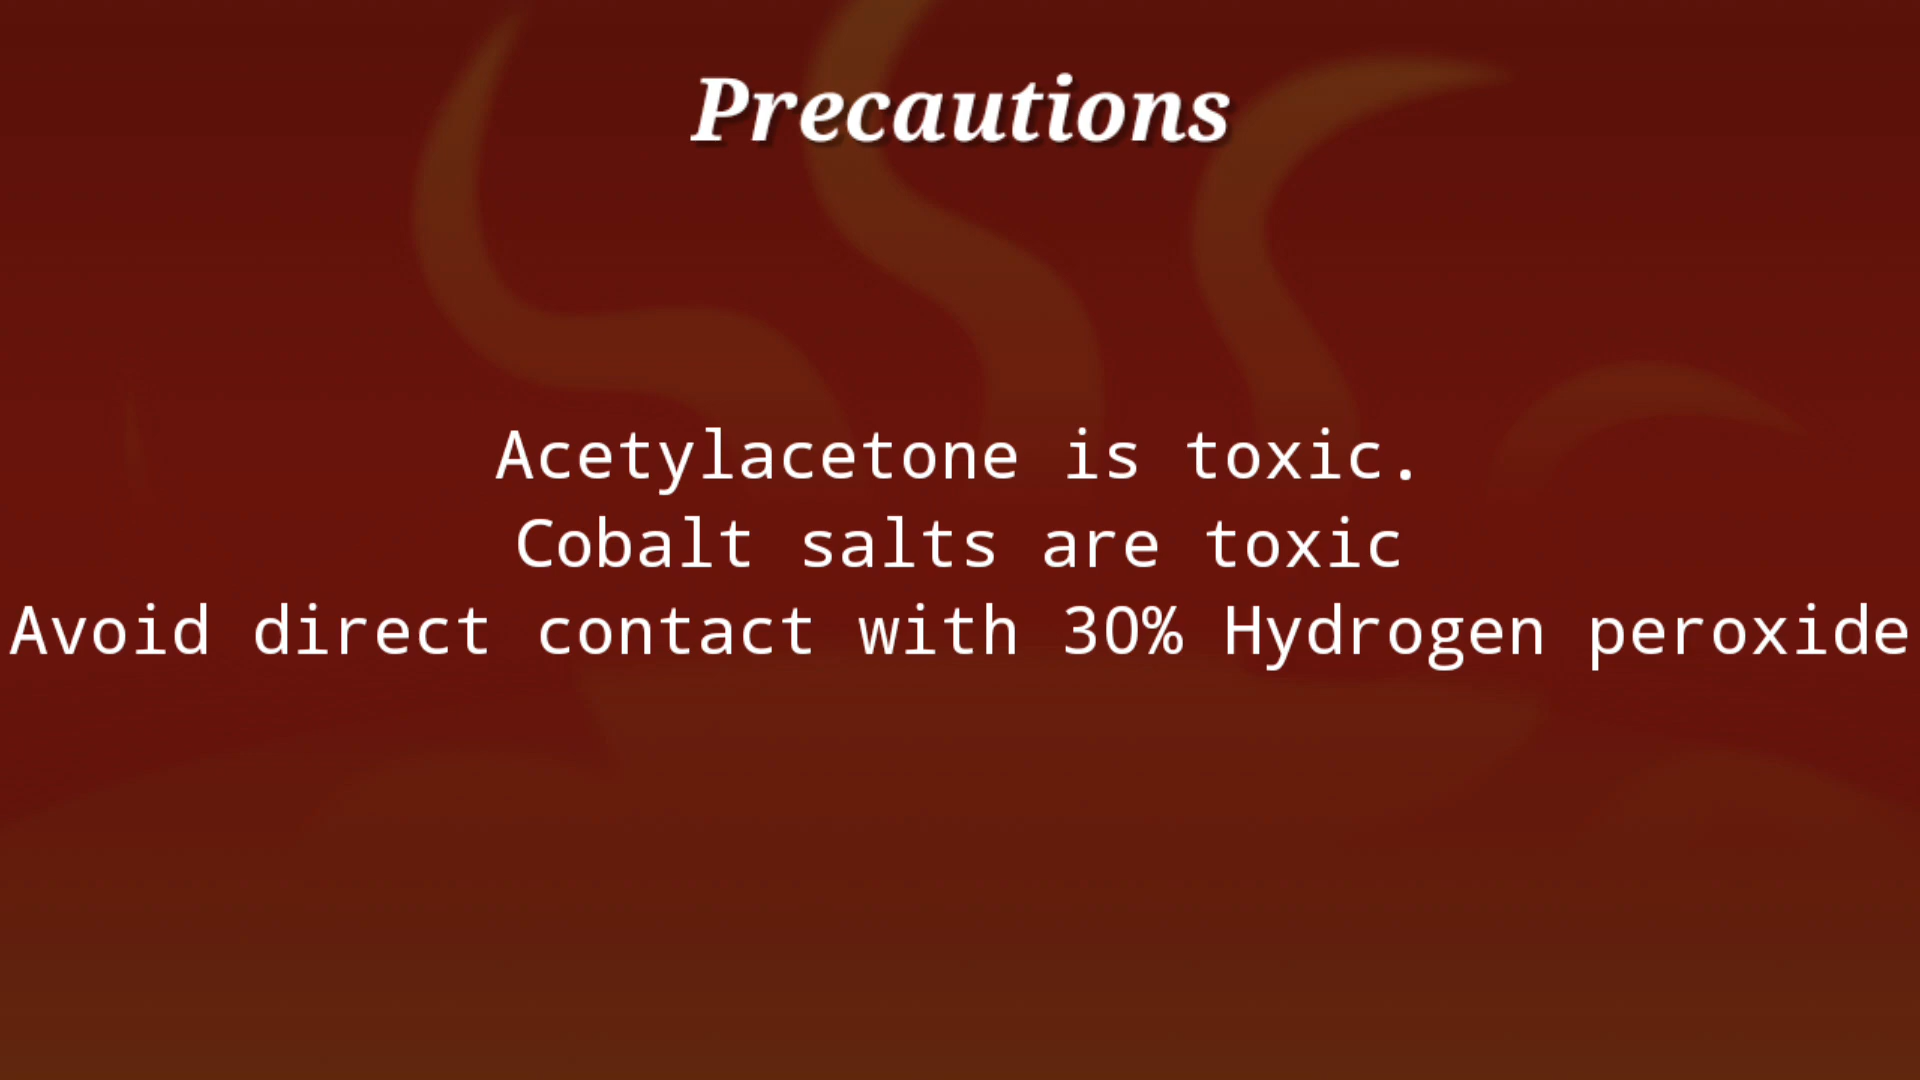 Precautions
Acetylacetone is toxic.
Cobalt salts are toxic
Avoid direct contact with 30% Hydrogen peroxide